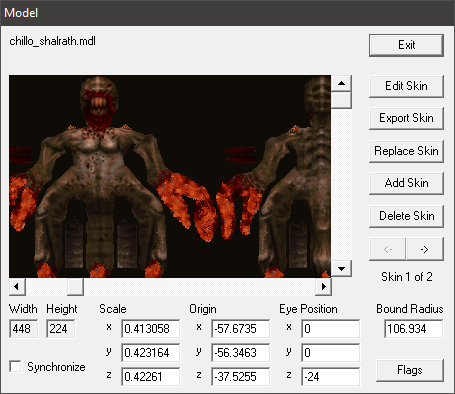 Model
chillo_shalrath.mdl
Exit
Edit Skin
Export Skin
Replace Skin
Add Skin
Delete Skin
<- ->
Skin 1 of 2
Width Height Scale Origin Eye Position Bound Radius
448 224 x 0.413058 x -57.6735 x 0 106.934
y 0.423164 y -56.3463 y 0
Synchronize z 0.42261 z -37.5255 z -24 Flags